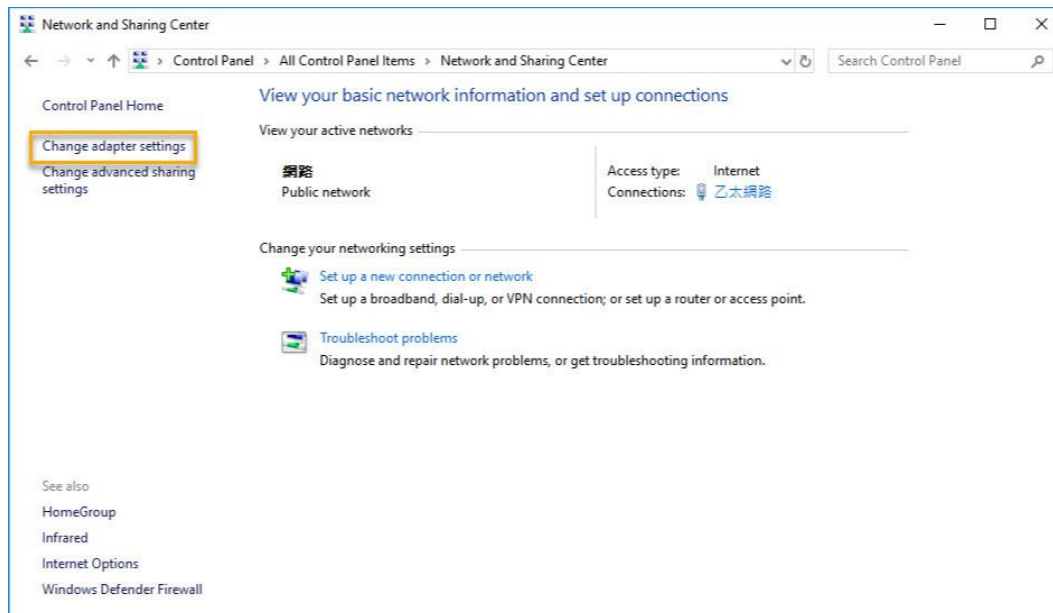 Network and Sharing Center
Control Panel > All Control Panel Items > Network and Sharing Center
Search Control Panel
Control Panel Home
Change adapter settings
Change advanced sharing
settings
View your basic network information and set up connections
View your active networks
網路
Public network
Access type: Internet
Connections: 乙太網路
Change your networking settings
Set up a new connection or network
Set up a broadband, dial-up, or VPN connection; or set up a router or access point.
Troubleshoot problems
Diagnose and repair network problems, or get troubleshooting information.
See also
HomeGroup
Infrared
Internet Options
Windows Defender Firewall